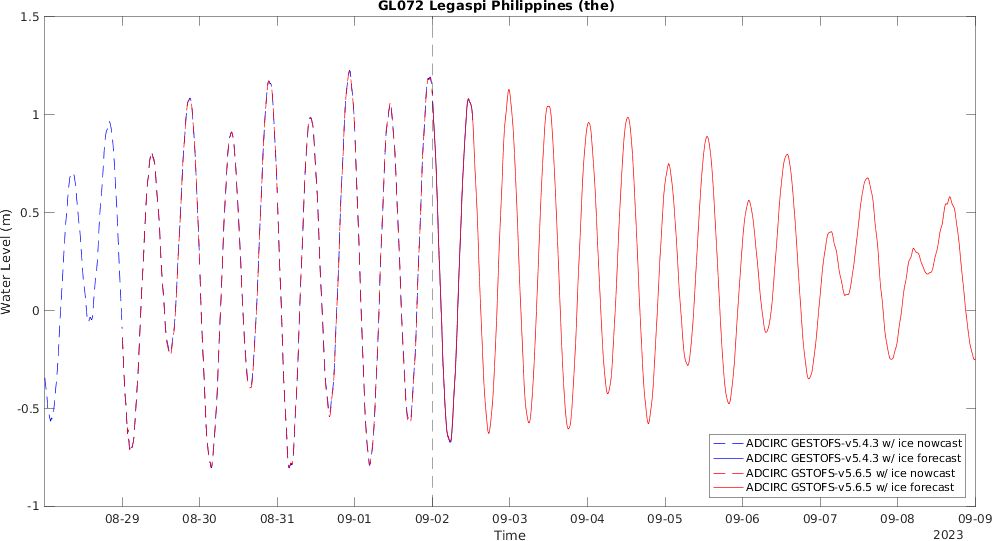 GL072 Legaspi Philippines (the)
Water Level (m)
1.5
1
0.5
0
-0.5
-1
ADCIRC GESTOFS-v5.4.3 w/ ice nowcast
ADCIRC GESTOFS-v5.4.3 w/ ice forecast
ADCIRC GSTOFS-v5.6.5 w/ ice nowcast
ADCIRC GSTOFS-v5.6.5 w/ ice forecast
08-29 08-30 08-31 09-01 09-02 09-03 09-04 09-05 09-06 09-07 09-08 09-09
Time
2023